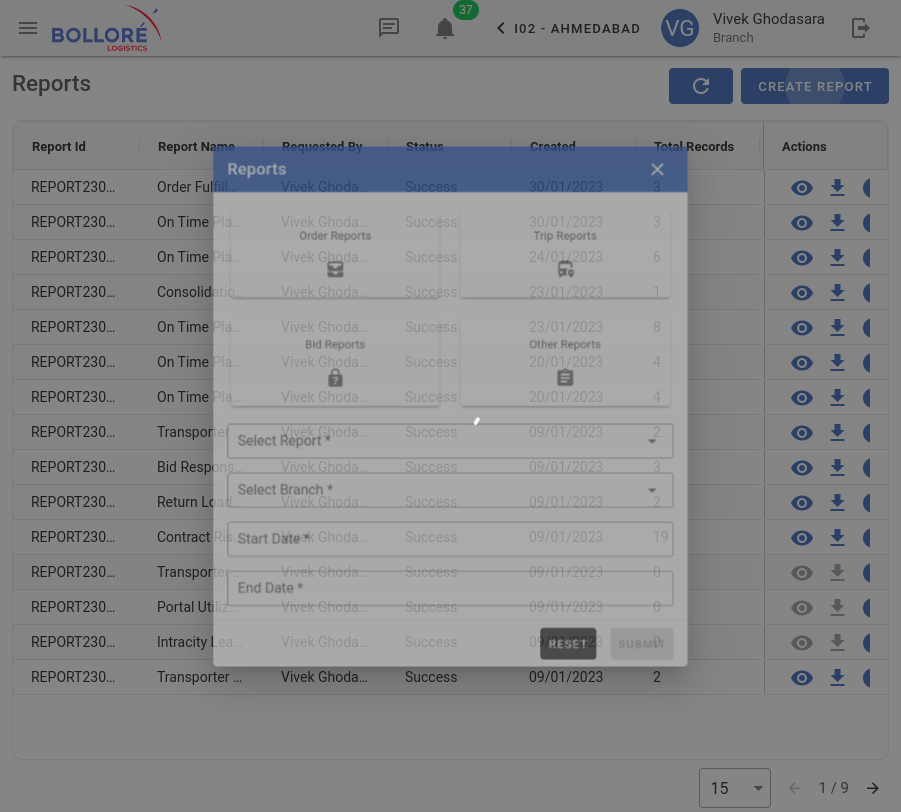 37
BOLLORÉ
LOGISTICS
I02 - AHMEDABAD
VG
Vivek Ghodasara
Branch
Reports
CREATE REPORT
Report Id Report Name Requested By Status Created Total Records Actions
REPORT230... Order Fulfill... Vivek Ghoda... Success 30/01/2023 3
REPORT230... On Time Pla... Vivek Ghoda... Success 30/01/2023 3
REPORT230... On Time Pla... Vivek Ghoda... Success 24/01/2023 6
REPORT230... Consolidatio... Vivek Ghoda... Success 23/01/2023 1
REPORT230... On Time Pla... Vivek Ghoda... Success 23/01/2023 8
REPORT230... On Time Pla... Vivek Ghoda... Success 20/01/2023 4
REPORT230... On Time Pla... Vivek Ghoda... Success 20/01/2023 4
REPORT230... Transporter ... Vivek Ghoda... Success 09/01/2023 2
REPORT230... Bid Respons... Vivek Ghoda... Success 09/01/2023 3
REPORT230... Return Load... Vivek Ghoda... Success 09/01/2023 2
REPORT230... Contract Ris... Vivek Ghoda... Success 09/01/2023 19
REPORT230... Transporter ... Vivek Ghoda... Success 09/01/2023 0
REPORT230... Portal Utiliz... Vivek Ghoda... Success 09/01/2023 0
REPORT230... Intracity Lea... Vivek Ghoda... Success 09/01/2023 0
REPORT230... Transporter ... Vivek Ghoda... Success 09/01/2023 2
Reports
Order Reports Trip Reports
Bid Reports Other Reports
Select Report *
Select Branch *
Start Date *
End Date *
RESET SUBMIT
15 1 / 9